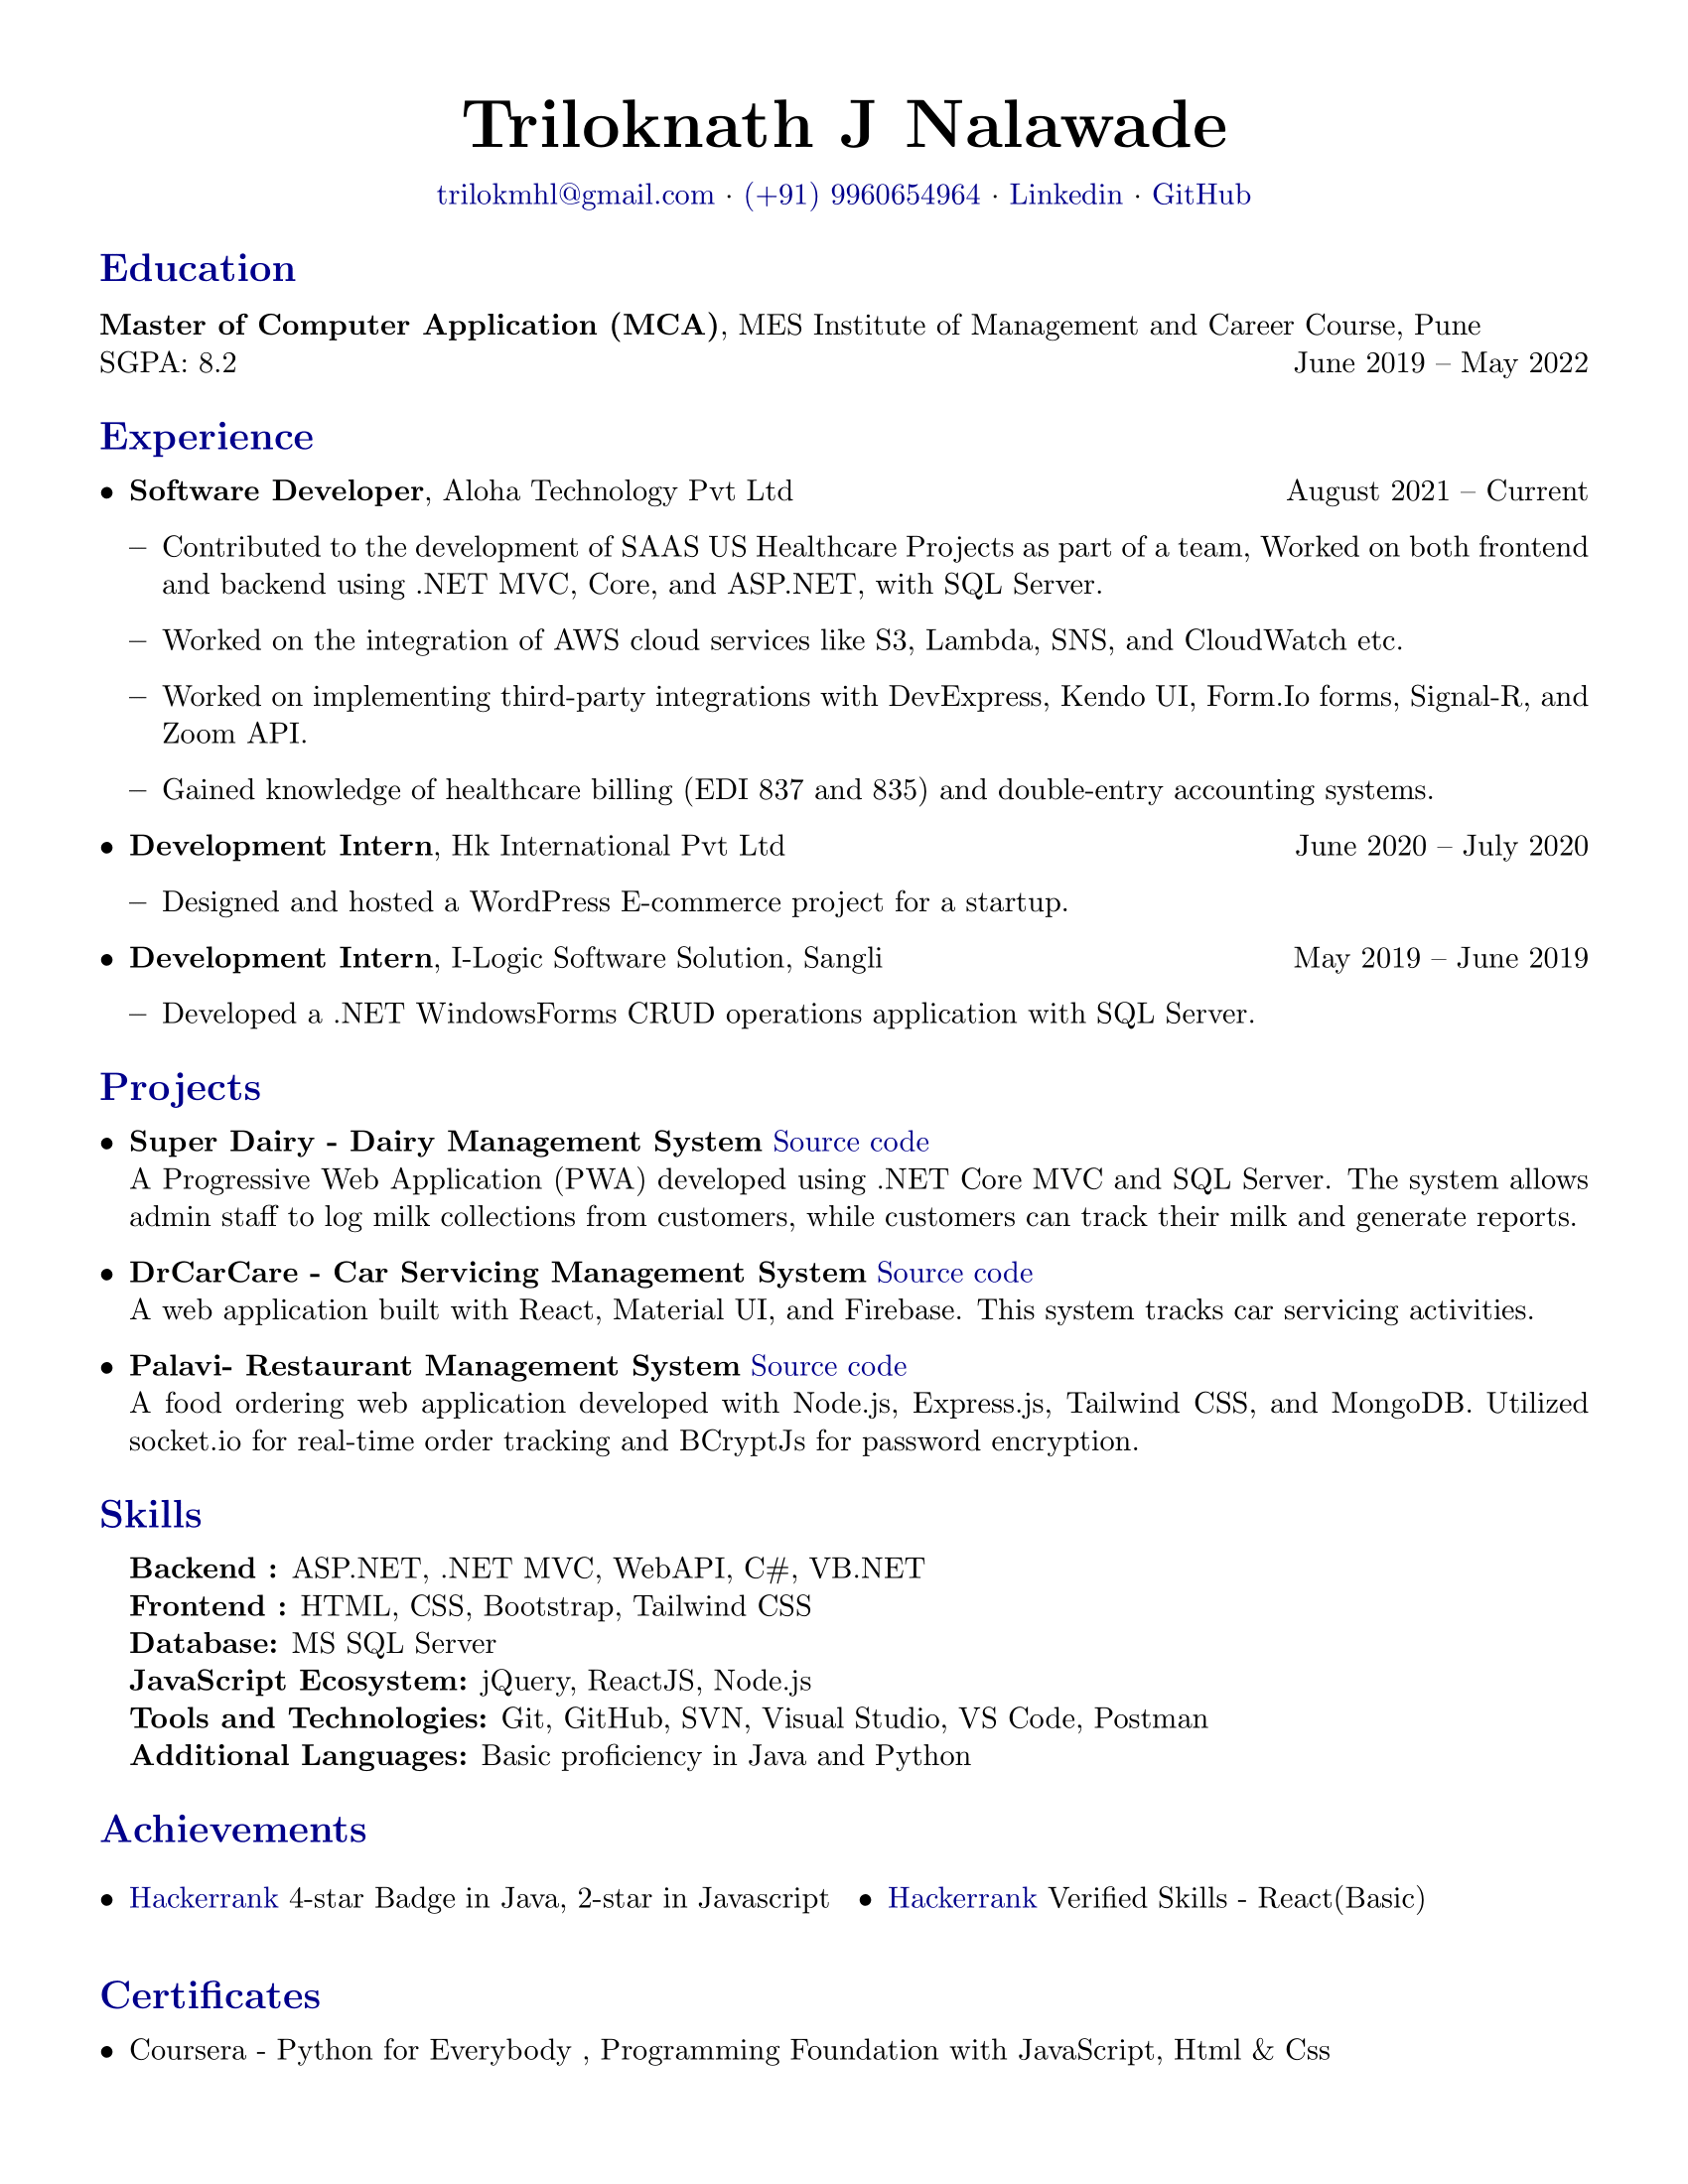 Triloknath J Nalawade
trilokmhl@gmail.com · (+91) 9960654964 · Linkedin · GitHub
Education
Master of Computer Application (MCA), MES Institute of Management and Career Course, Pune
SGPA: 8.2 June 2019 – May 2022
Experience
• Software Developer, Aloha Technology Pvt Ltd August 2021 – Current
– Contributed to the development of SAAS US Healthcare Projects as part of a team, Worked on both frontend
and backend using .NET MVC, Core, and ASP.NET, with SQL Server.
– Worked on the integration of AWS cloud services like S3, Lambda, SNS, and CloudWatch etc.
– Worked on implementing third-party integrations with DevExpress, Kendo UI, Form.Io forms, Signal-R, and
Zoom API.
– Gained knowledge of healthcare billing (EDI 837 and 835) and double-entry accounting systems.
• Development Intern, Hk International Pvt Ltd June 2020 – July 2020
– Designed and hosted a WordPress E-commerce project for a startup.
• Development Intern, I-Logic Software Solution, Sangli May 2019 – June 2019
– Developed a .NET WindowsForms CRUD operations application with SQL Server.
Projects
• Super Dairy - Dairy Management System Source code
A Progressive Web Application (PWA) developed using .NET Core MVC and SQL Server. The system allows
admin staff to log milk collections from customers, while customers can track their milk and generate reports.
• DrCarCare - Car Servicing Management System Source code
A web application built with React, Material UI, and Firebase. This system tracks car servicing activities.
• Palavi- Restaurant Management System Source code
A food ordering web application developed with Node.js, Express.js, Tailwind CSS, and MongoDB. Utilized
socket.io for real-time order tracking and BCryptJs for password encryption.
Skills
Backend : ASP.NET, .NET MVC, WebAPI, C#, VB.NET
Frontend : HTML, CSS, Bootstrap, Tailwind CSS
Database: MS SQL Server
JavaScript Ecosystem: jQuery, ReactJS, Node.js
Tools and Technologies: Git, GitHub, SVN, Visual Studio, VS Code, Postman
Additional Languages: Basic proficiency in Java and Python
Achievements
• Hackerrank 4-star Badge in Java, 2-star in Javascript • Hackerrank Verified Skills - React(Basic)
Certificates
• Coursera - Python for Everybody , Programming Foundation with JavaScript, Html & Css